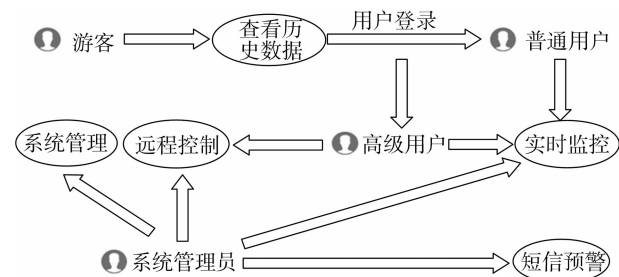 游客
查看历
史数据
用户登录
普通用户
系统管理
远程控制
高级用户
实时监控
系统管理员
短信预警